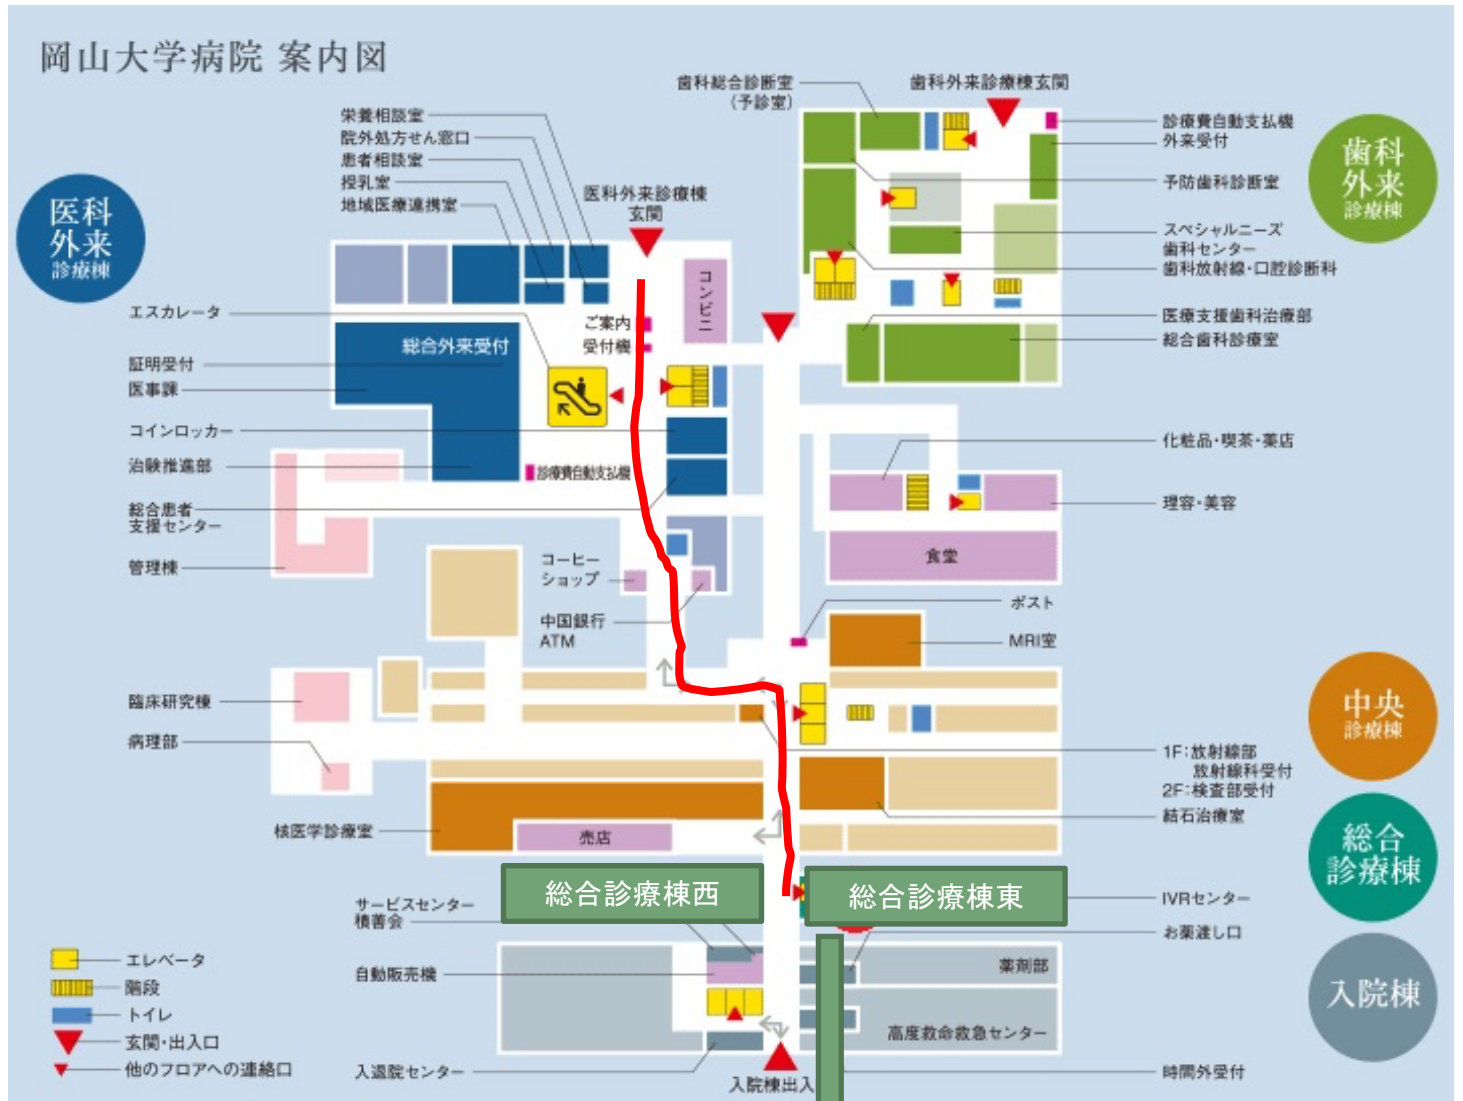 岡山大学病院 案内図
歯科総合診断室
(予診室)
歯科外来診療棟玄関
診療費自動支払機
外来受付
予防歯科診断室
スペシャルニーズ
歯科センター
歯科放射線・口腔診断科
医療支援歯科治療部
総合歯科診療室
歯科
外来
診療棟
栄養相談室
院外処方せん窓口
患者相談室
授乳室
地域医療連携室
医科外来診療棟
玄関
医科
外来
診療棟
コンビニ
エスカレータ
ご案内
受付機
総合外来受付
証明受付
医事課
コインロッカー
治験推進部
診療費自動支払機
総合患者
支援センター
管理棟
化粧品・喫茶・薬店
理容・美容
食堂
コーヒー
ショップ
中国銀行
ATM
ポスト
MRI室
臨床研究棟
病理部
中央
診療棟
1F:放射線部
放射線科受付
2F:検査部受付
結石治療室
核医学診療室
売店
総合
診療棟
総合診療棟西
総合診療棟東
サービスセンター
積善会
IVRセンター
お薬渡し口
自動販売機
薬剤部
入院棟
高度救命救急センター
入退院センター
入院棟出入
時間外受付
エレベータ
階段
トイレ
玄関・出入口
他のフロアへの連絡口